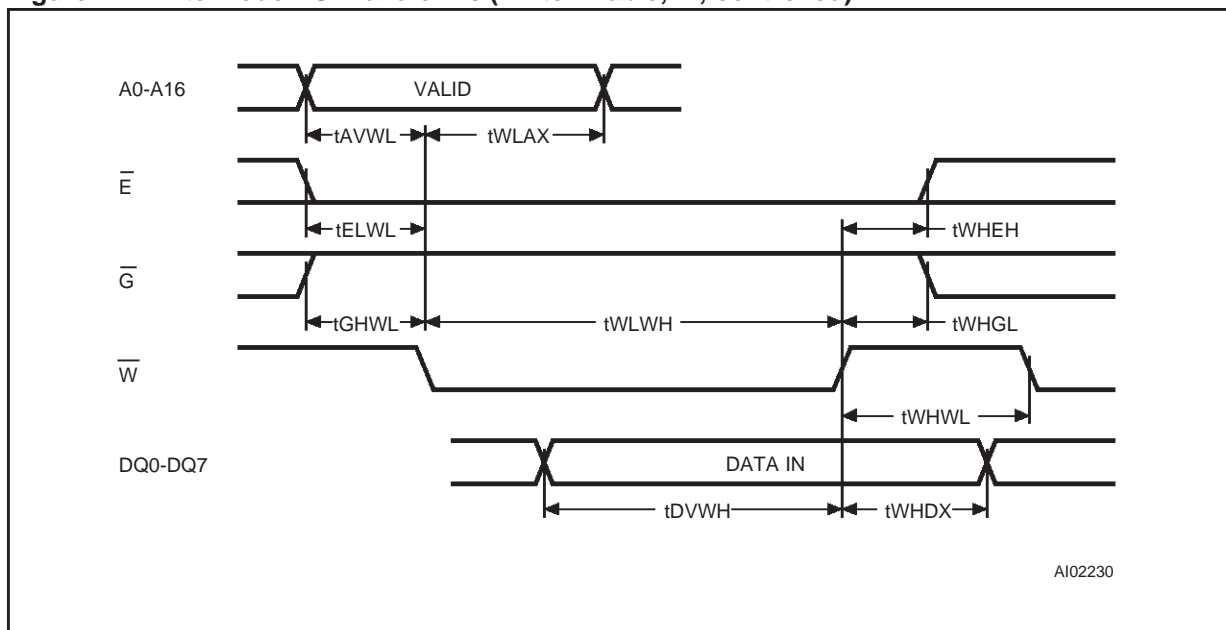 A0-A16
VALID
tAVWL
tWLAX
E
tELWL
tWHEH
G
tGHWL
tWLWH
tWHGL
W
tWHWL
DQ0-DQ7
DATA IN
tDVWH
tWHDX
AI02230